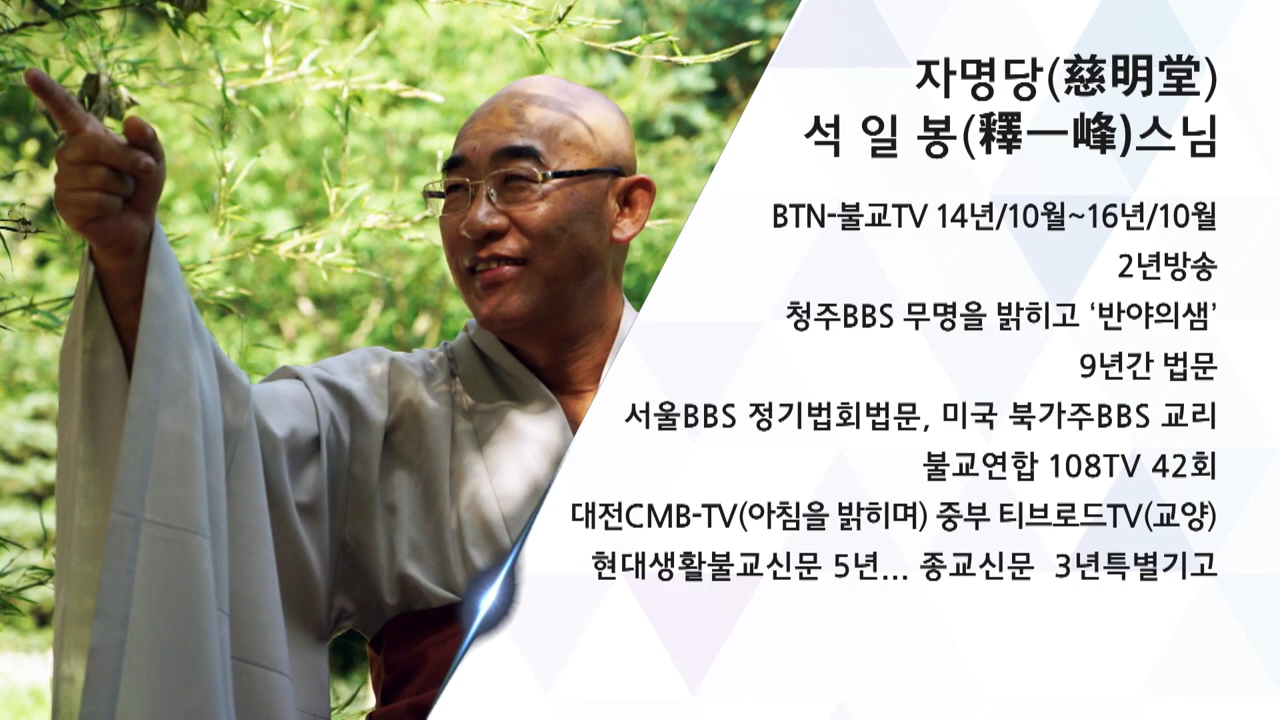 자명당(慈明堂)
석 일 봉(釋一峰)스님
BTN-불교TV 14년/10월~16년/10월
2년방송
청주BBS 무명을 밝히고 ‘반야의샘’
9년간 법문
서울BBS 정기법회법문, 미국 북가주BBS 교리
불교연합 108TV 42회
대전CMB-TV(아침을 밝히며) 중부 티브로드TV(교양)
현대생활불교신문 5년... 종교신문 3년특별기고